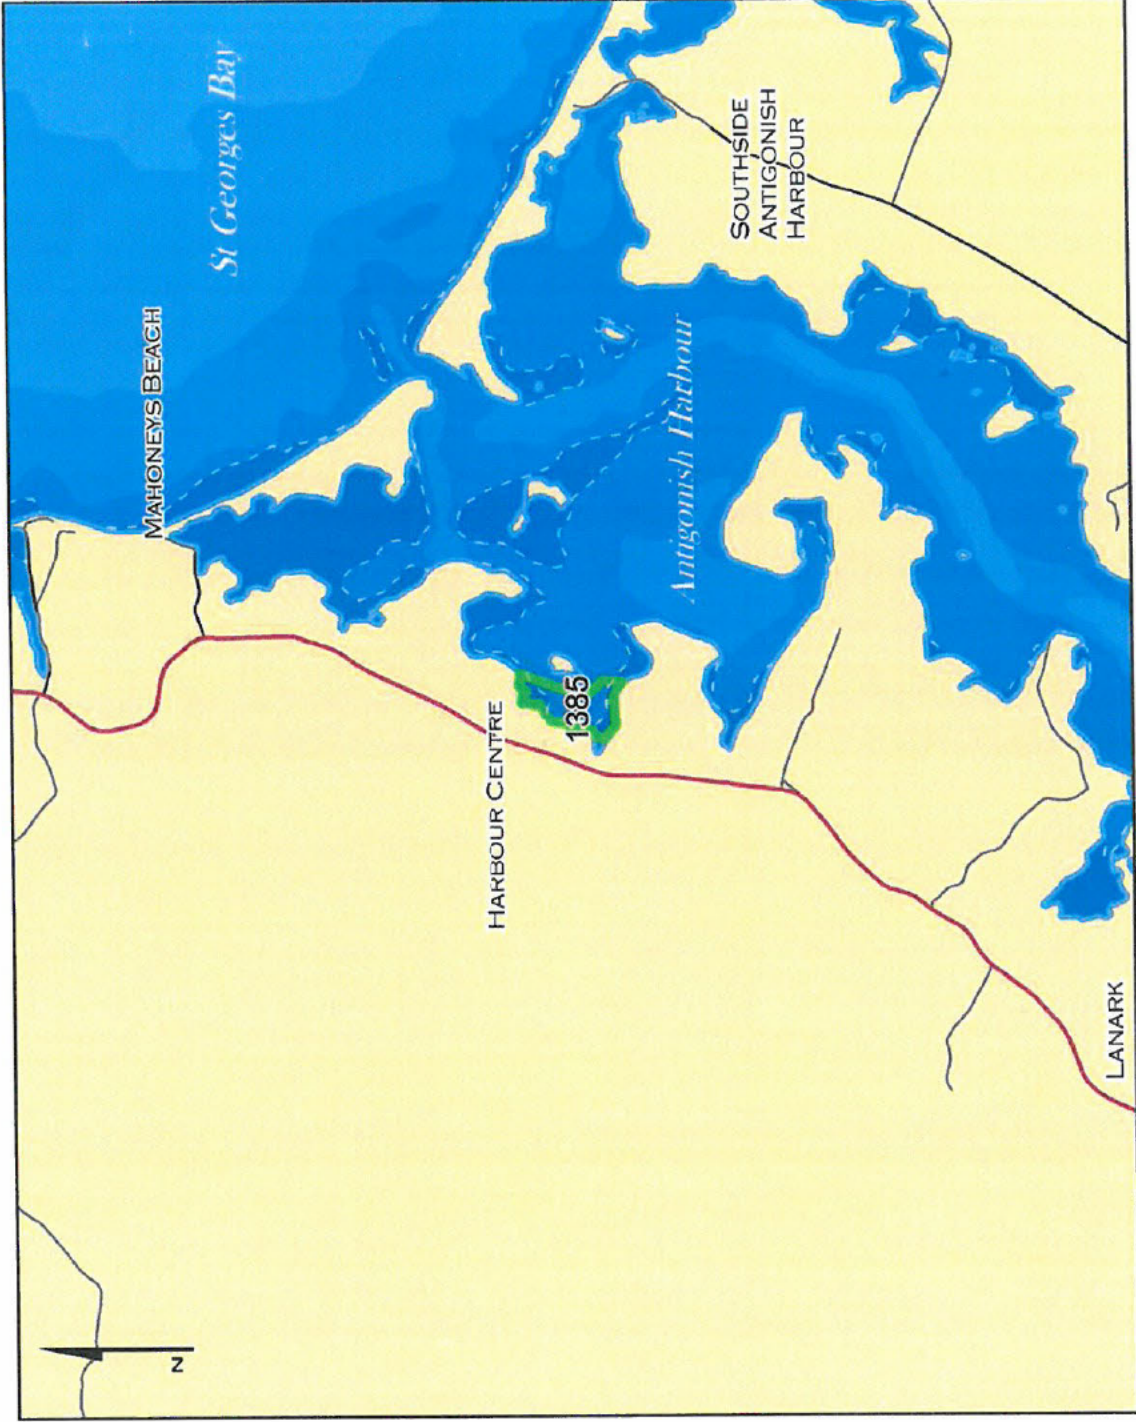 St Georges Bay
MAHONEYS BEACH
SOUTHSIDE
ANTIGONISH
HARBOUR
Antigonish Harbour
1385
HARBOUR CENTRE
LANARK
N